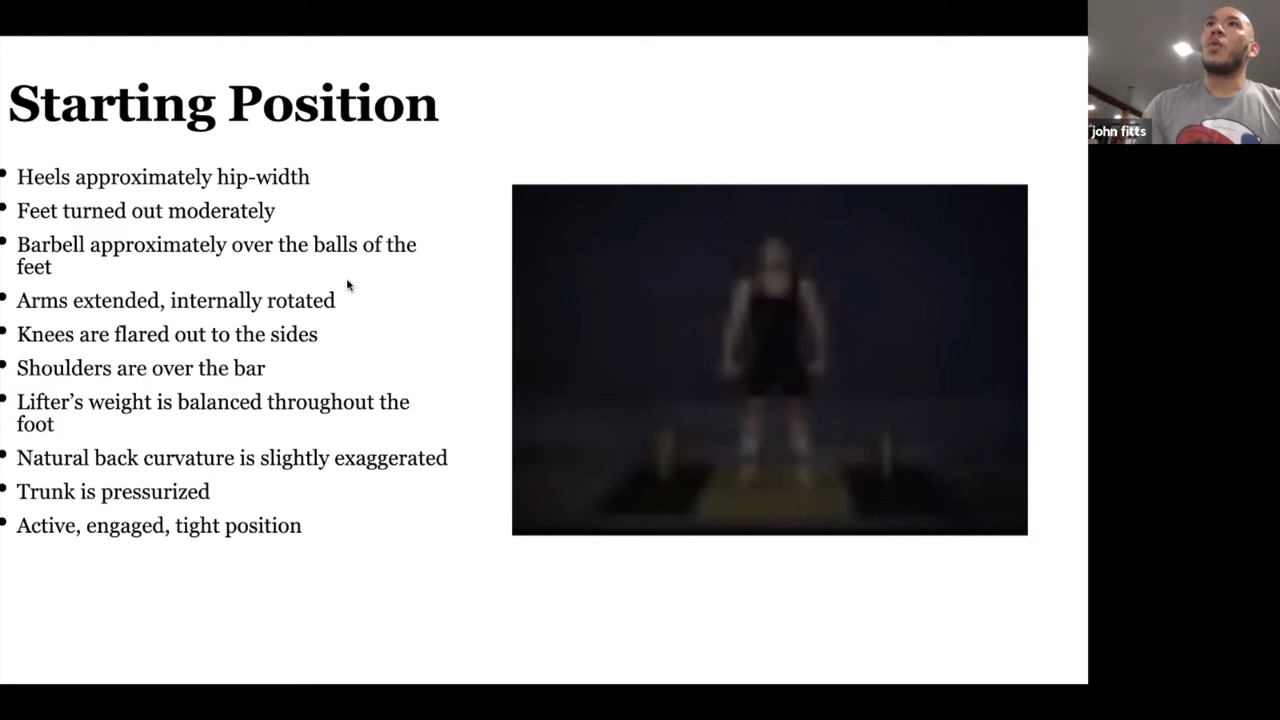 Starting Position
john fitts
• Heels approximately hip-width
• Feet turned out moderately
• Barbell approximately over the balls of the
feet
• Arms extended, internally rotated
• Knees are flared out to the sides
• Shoulders are over the bar
• Lifter’s weight is balanced throughout the
foot
• Natural back curvature is slightly exaggerated
• Trunk is pressurized
• Active, engaged, tight position